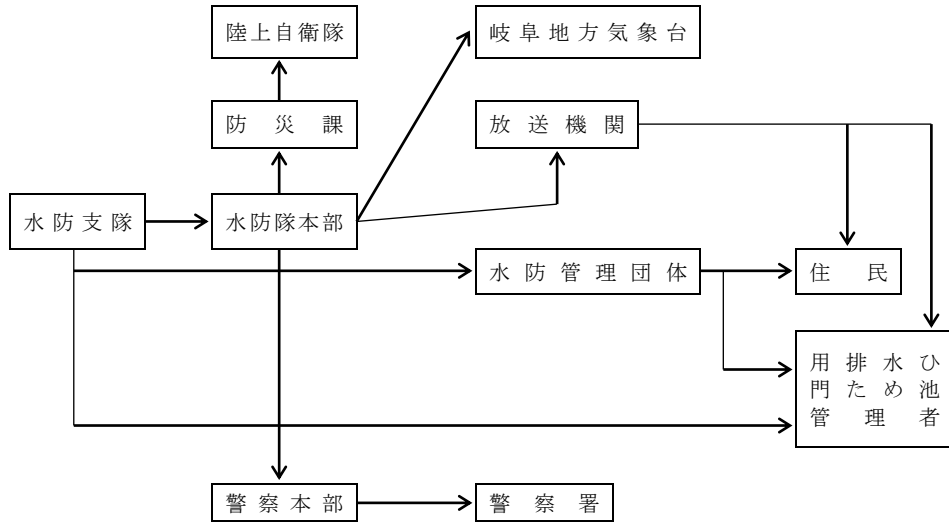 陸上自衛隊
岐阜地方気象台
防災課
放送機関
水防支隊
水防隊本部
水防管理団体
住民
用排水ひ
門ため池
管理者
警察本部
警察署